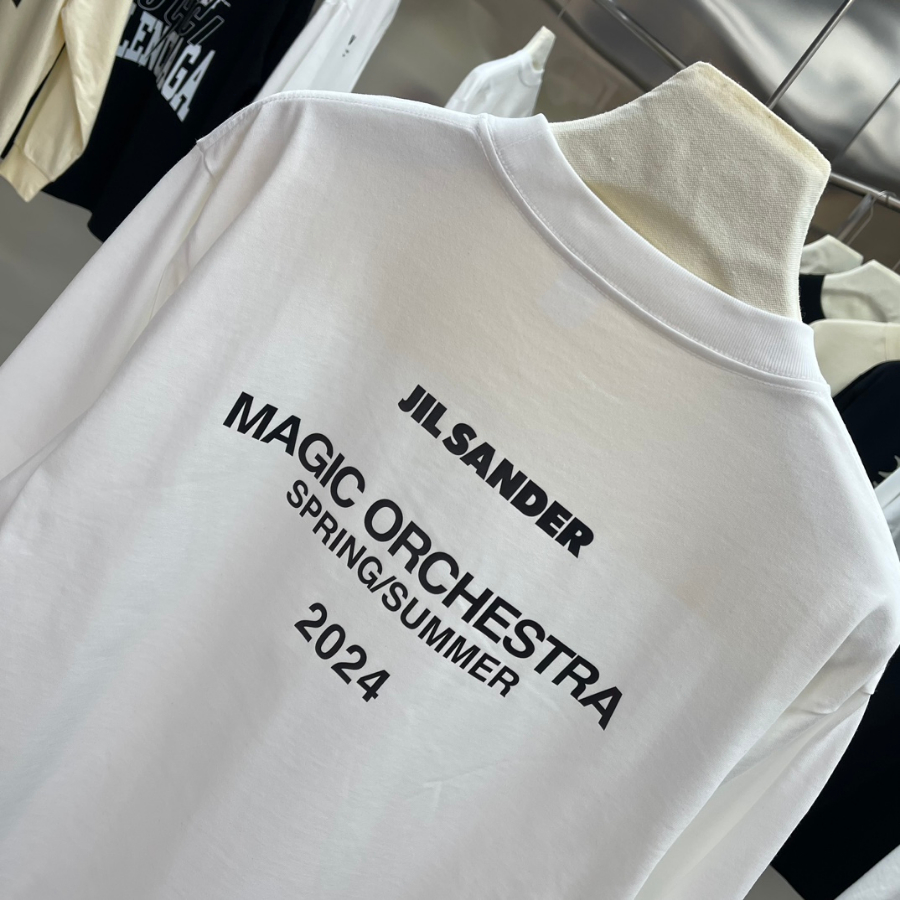 JIL SANDER
MAGIC ORCHESTRA
SPRING/SUMMER
2024